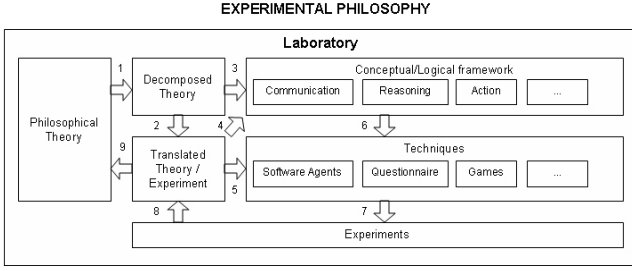 EXPERIMENTAL PHILOSOPHY
Laboratory
1
3
Decomposed
Theory
Conceptual/Logical framework
Communication
Reasoning
Action
...
Philosophical
Theory
2
4
6
9
Translated
Theory /
Experiment
5
Techniques
Software Agents
Questionnaire
Games
...
8
7
Experiments